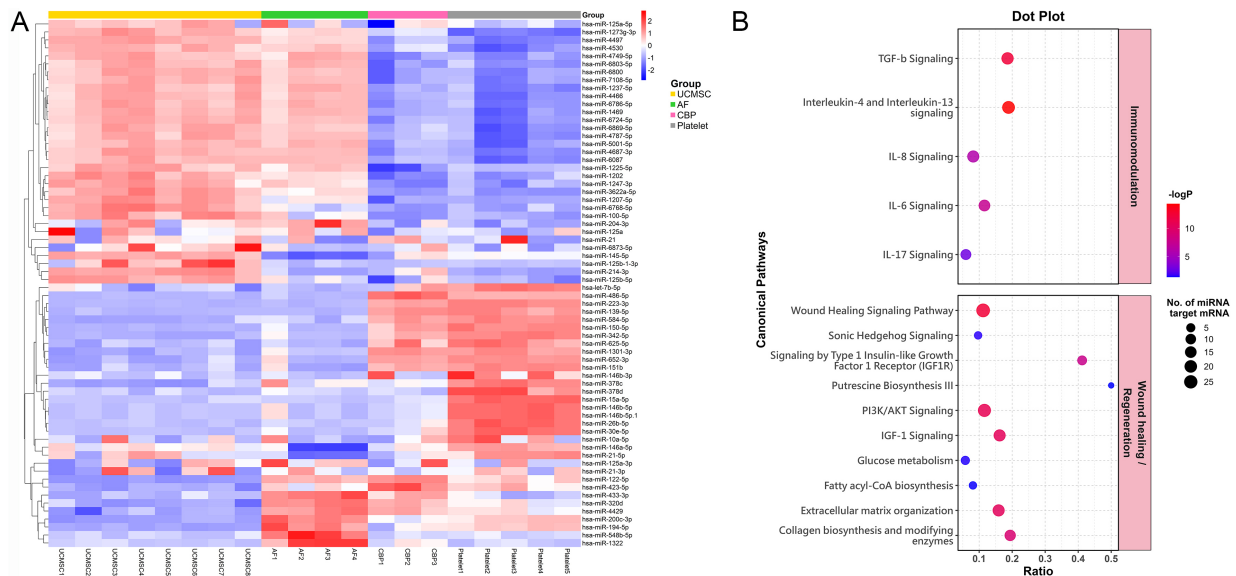 A
Group
hsa-miR-125a-5p
hsa-miR-1273g-3p
hsa-miR-4497
hsa-miR-4530
hsa-miR-4749-5p
hsa-miR-6803-5p
hsa-miR-6800
hsa-miR-7108-5p
hsa-miR-1237-5p
hsa-miR-4466
hsa-miR-6786-5p
hsa-miR-1469
hsa-miR-6724-5p
hsa-miR-6869-5p
hsa-miR-4787-5p
hsa-miR-5001-5p
hsa-miR-4687-3p
hsa-miR-6087
hsa-miR-1225-5p
hsa-miR-1202
hsa-miR-1247-3p
hsa-miR-3622a-5p
hsa-miR-1207-5p
hsa-miR-6768-5p
hsa-miR-100-5p
hsa-miR-204-3p
hsa-miR-125a
hsa-miR-21
hsa-miR-6873-5p
hsa-miR-145-5p
hsa-miR-125b-1-3p
hsa-miR-214-3p
hsa-miR-125b-5p
hsa-let-7b-5p
hsa-miR-486-5p
hsa-miR-223-3p
hsa-miR-139-5p
hsa-miR-584-5p
hsa-miR-150-5p
hsa-miR-342-5p
hsa-miR-625-5p
hsa-miR-1301-3p
hsa-miR-652-3p
hsa-miR-151b
hsa-miR-146b-3p
hsa-miR-378c
hsa-miR-378d
hsa-miR-15a-5p
hsa-miR-146b-5p
hsa-miR-146b-5p.1
hsa-miR-26b-5p
hsa-miR-30e-5p
hsa-miR-10a-5p
hsa-miR-146a-5p
hsa-miR-21-5p
hsa-miR-125a-3p
hsa-miR-21-3p
hsa-miR-122-5p
hsa-miR-423-5p
hsa-miR-433-3p
hsa-miR-320d
hsa-miR-4429
hsa-miR-200c-3p
hsa-miR-194-5p
hsa-miR-548b-5p
hsa-miR-1322
UCMSC1
UCMSC2
UCMSC3
UCMSC4
UCMSC5
UCMSC6
UCMSC7
UCMSC8
AF1
AF2
AF3
AF4
CBP1
CBP2
CBP3
Platelet1
Platelet2
Platelet3
Platelet4
Platelet5
2
1
0
-1
-2
Group
UCMSC
AF
CBP
Platelet
B
Dot Plot
Canonical Pathways
TGF-b Signaling
Interleukin-4 and Interleukin-13
signaling
IL-8 Signaling
IL-6 Signaling
IL-17 Signaling
Immunomodulation
Wound Healing Signaling Pathway
Sonic Hedgehog Signaling
Signaling by Type 1 Insulin-like Growth
Factor 1 Receptor (IGF1R)
Putrescine Biosynthesis III
PI3K/AKT Signaling
IGF-1 Signaling
Glucose metabolism
Fatty acyl-CoA biosynthesis
Extracellular matrix organization
Collagen biosynthesis and modifying
enzymes
Wound healing /
Regeneration
0.1
0.2
0.3
0.4
0.5
Ratio
-logP
10
5
No. of miRNA
target mRNA
5
10
15
20
25